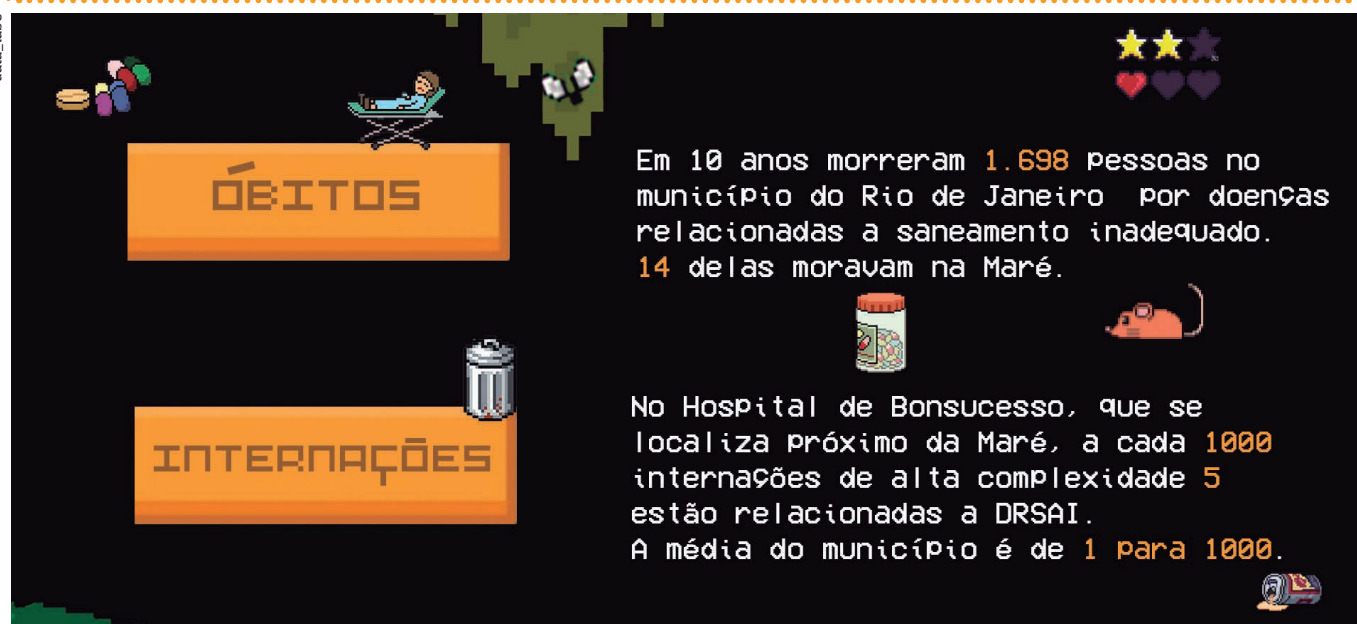 ÓBITOS
Em 10 anos morreram 1.698 pessoas no
município do Rio de Janeiro por doenças
relacionadas a saneamento inadequado.
14 delas moravam na Maré.
INTERNAÇÕES
No Hospital de Bonsucesso, que se
localiza próximo da Maré, a cada 1000
internações de alta complexidade 5
estão relacionadas a DRSAI.
A média do município é de 1 para 1000.